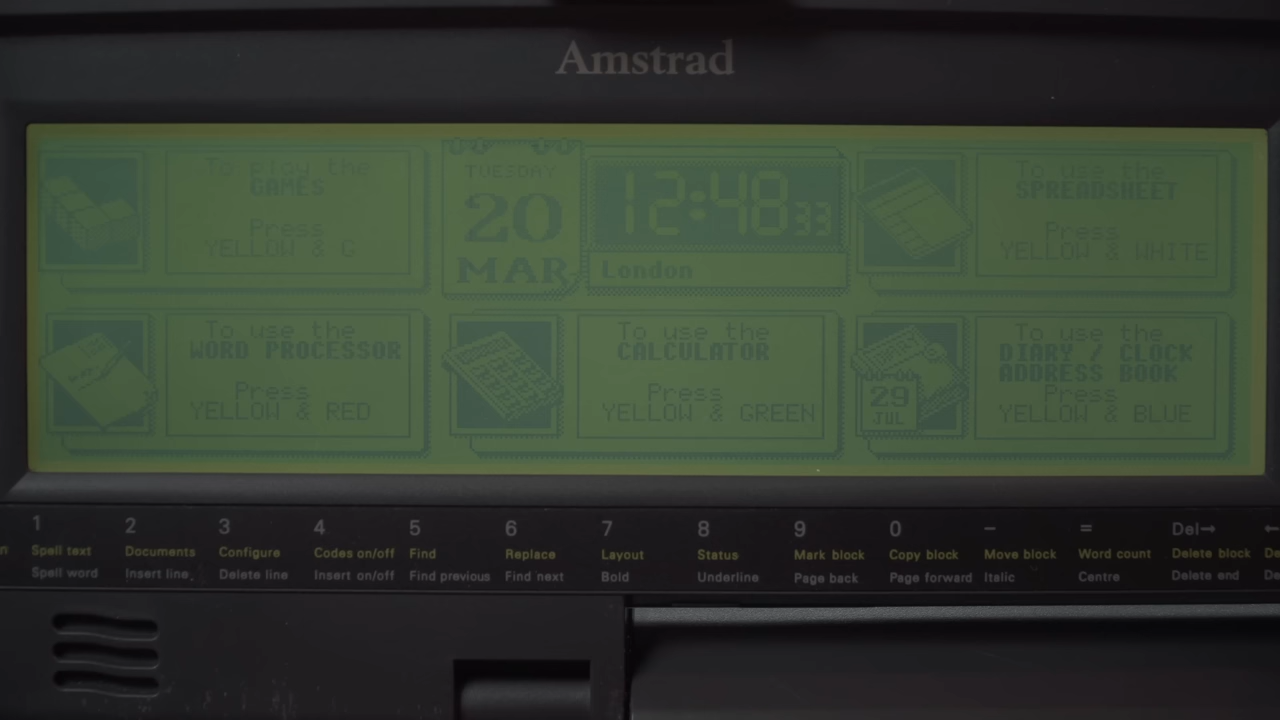 Amstrad
To play the
GAMES
Press
YELLOW & G
TUESDAY
20
MAR
12:48 33
London
To use the
SPREADSHEET
Press
YELLOW & WHITE
To use the
WORD PROCESSOR
Press
YELLOW & RED
To use the
CALCULATOR
Press
YELLOW & GREEN
29
JUL
To use the
DIARY / CLOCK
ADDRESS BOOK
Press
YELLOW & BLUE
1 2 3 4 5 6 7 8 9 0 − = Del→ ←
Spell text Documents Configure Codes on/off Find Replace Layout Status Mark block Copy block Move block Word count Delete block
Spell word Insert line Delete line Insert on/off Find previous Find next Bold Underline Page back Page forward Italic Centre Delete end